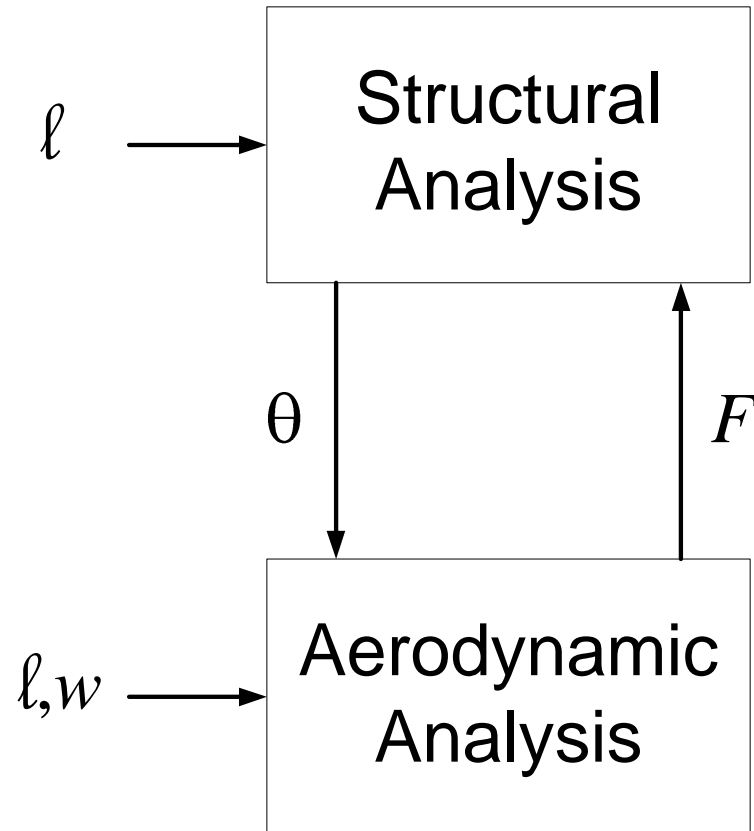 ℓ
Structural
Analysis
θ
F
ℓ,w
Aerodynamic
Analysis